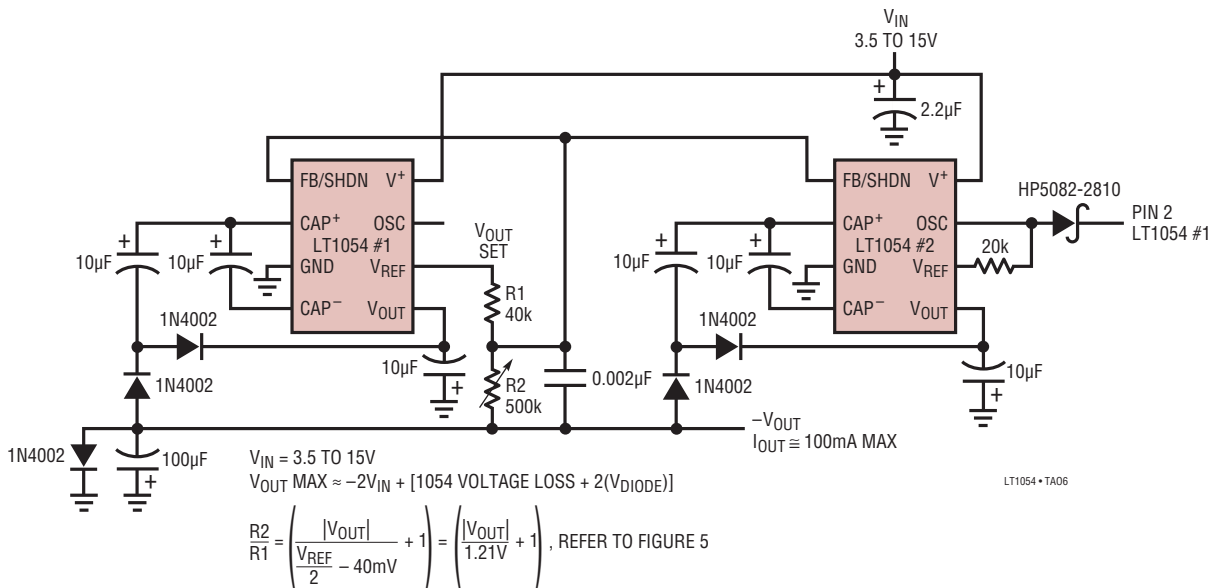 V_IN
3.5 TO 15V
+
2.2µF
FB/SHDN V+
CAP+ OSC
LT1054 #1
GND
V_REF
CAP− V_OUT
+
10µF
+
10µF
V_OUT
SET
R1
40k
R2
500k
0.002µF
1N4002
1N4002
10µF
+
1N4002
100µF
+
FB/SHDN V+
CAP+ OSC
LT1054 #2
GND
V_REF
CAP− V_OUT
+
10µF
+
10µF
20k
HP5082-2810
PIN 2
LT1054 #1
1N4002
1N4002
10µF
+
−V_OUT
I_OUT ≅ 100mA MAX
V_IN = 3.5 TO 15V
V_OUT MAX ≈ −2V_IN + [1054 VOLTAGE LOSS + 2(V_DIODE)]
R2/R1 = (|V_OUT| / (V_REF/2 − 40mV) + 1) = (|V_OUT|/1.21V + 1), REFER TO FIGURE 5
LT1054 • TA06